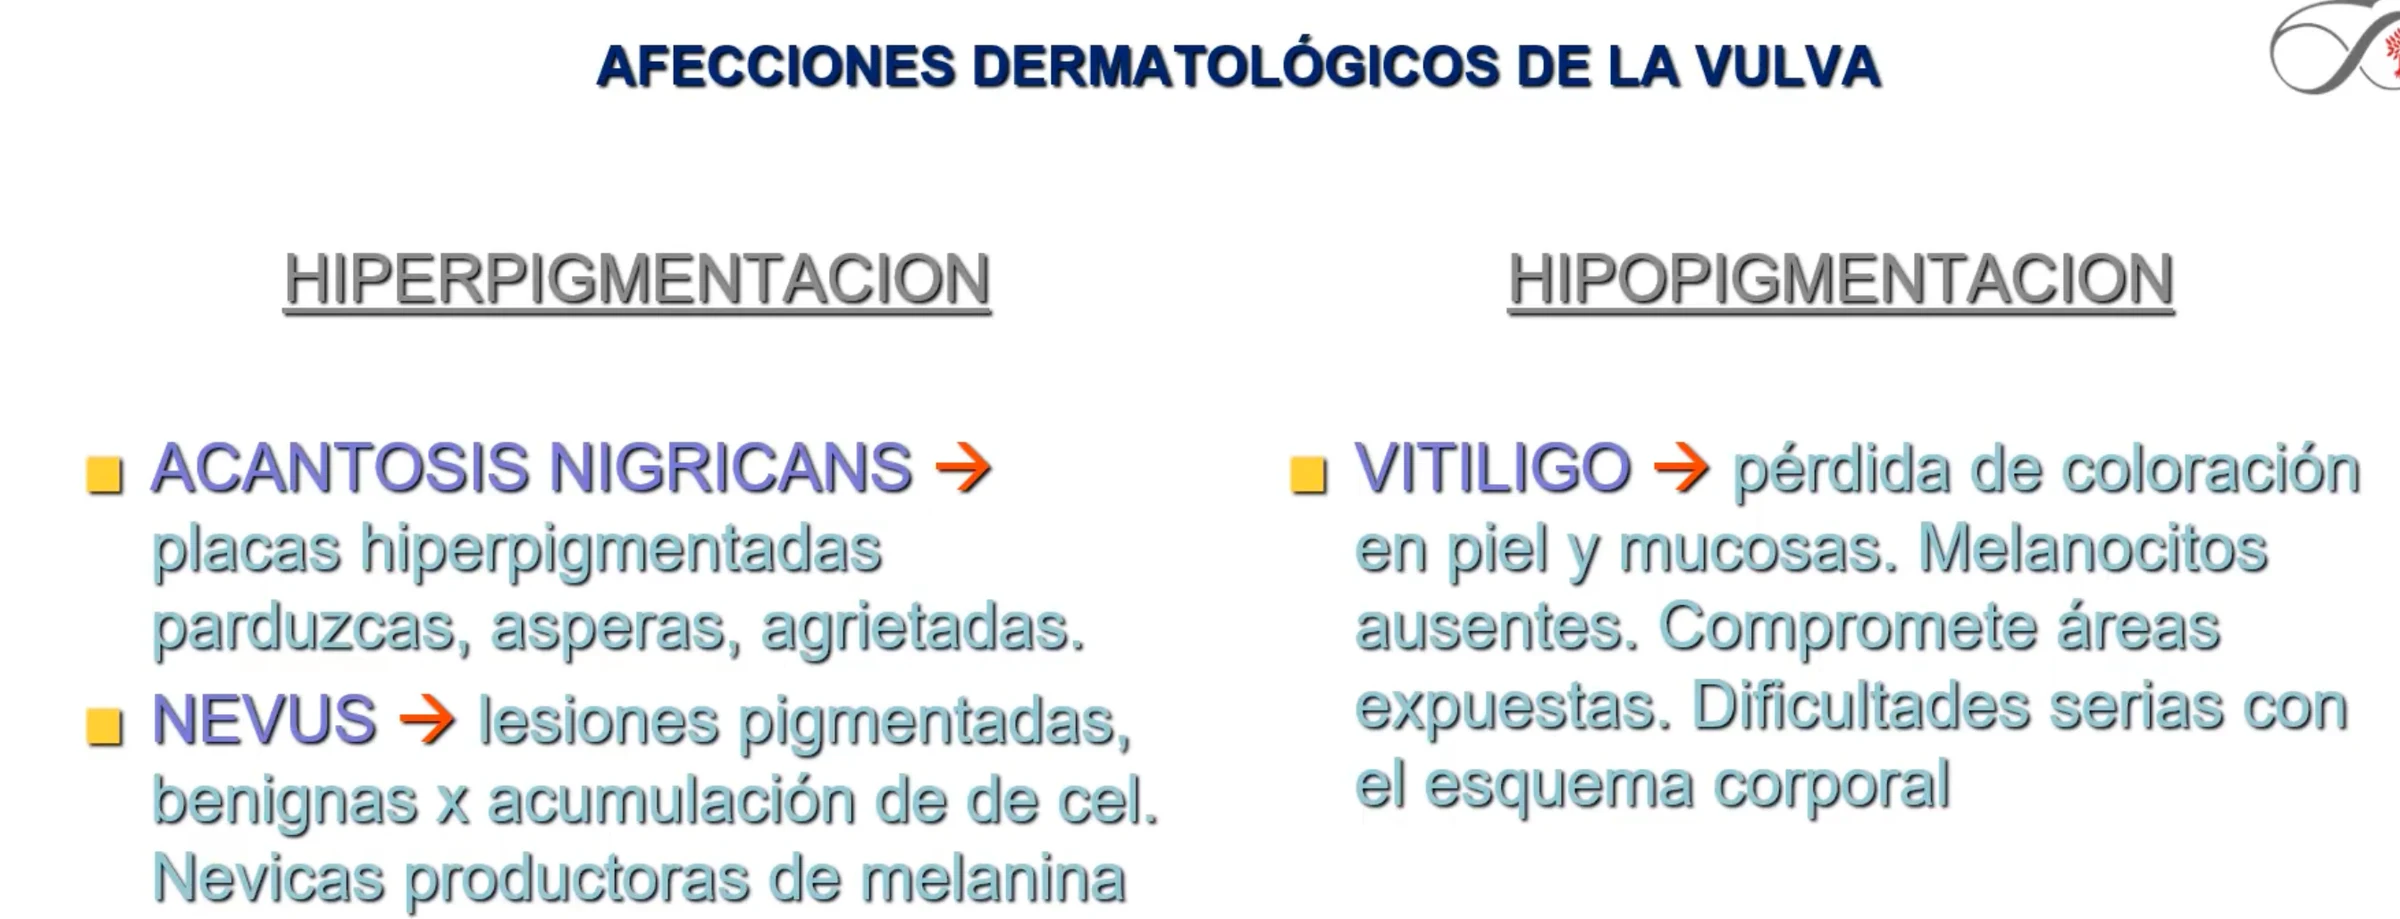 AFECCIONES DERMATOLÓGICOS DE LA VULVA
HIPERPIGMENTACION
ACANTOSIS NIGRICANS →
placas hiperpigmentadas
parduzcas, asperas, agrietadas.
NEVUS → lesiones pigmentadas,
benignas x acumulación de de cel.
Nevicas productoras de melanina
HIPOPIGMENTACION
VITILIGO → pérdida de coloración
en piel y mucosas. Melanocitos
ausentes. Compromete áreas
expuestas. Dificultades serias con
el esquema corporal